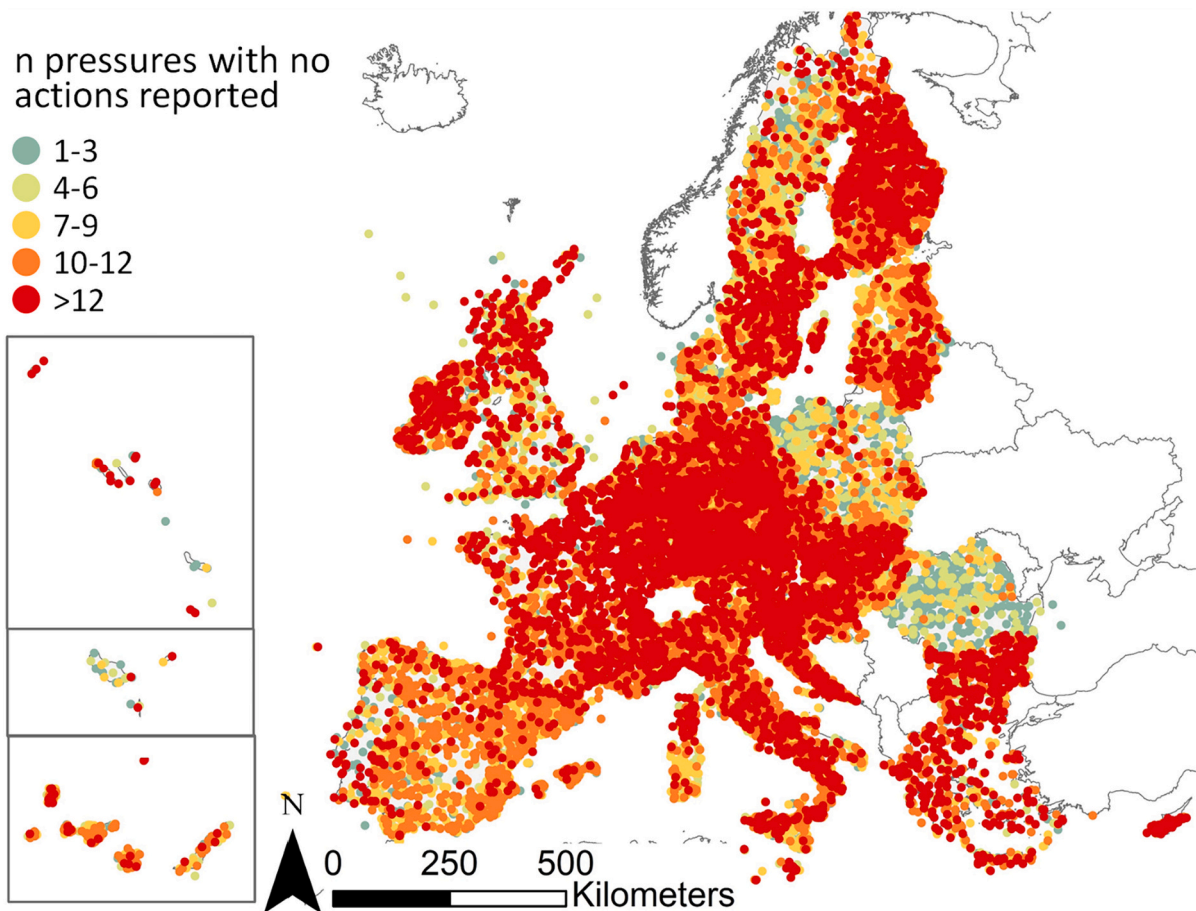 n pressures with no
actions reported
1-3
4-6
7-9
10-12
>12
N
0 250 500
Kilometers